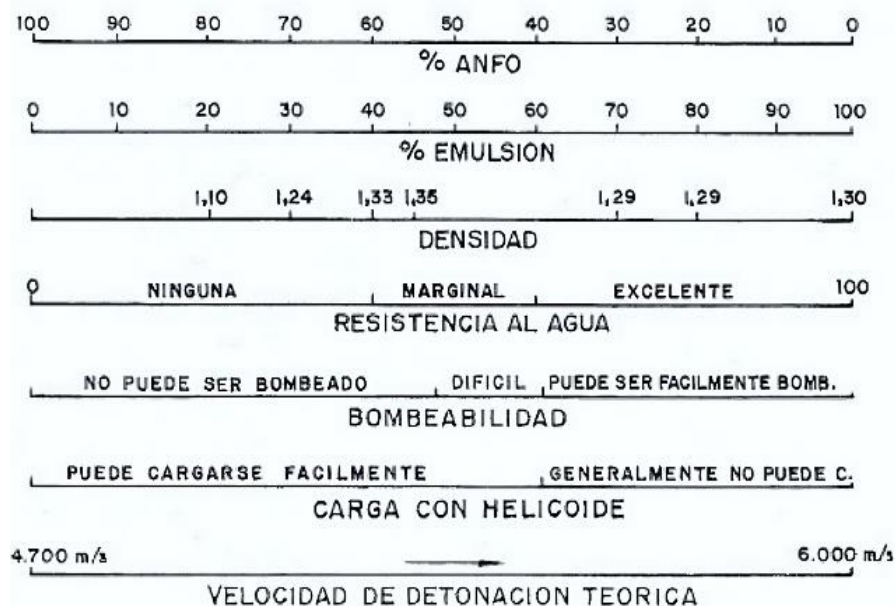 100 90 80 70 60 50 40 30 20 10 0
% ANFO
0 10 20 30 40 50 60 70 80 90 100
% EMULSION
1,10 1,24 1,33 1,35 1,29 1,29 1,30
DENSIDAD
0 NINGUNA MARGINAL EXCELENTE 100
RESISTENCIA AL AGUA
NO PUEDE SER BOMBEADO DIFICIL PUEDE SER FACILMENTE BOMB.
BOMBEABILIDAD
PUEDE CARGARSE FACILMENTE GENERALMENTE NO PUEDE C.
CARGA CON HELICOIDE
4.700 m/s 6.000 m/s
VELOCIDAD DE DETONACION TEORICA